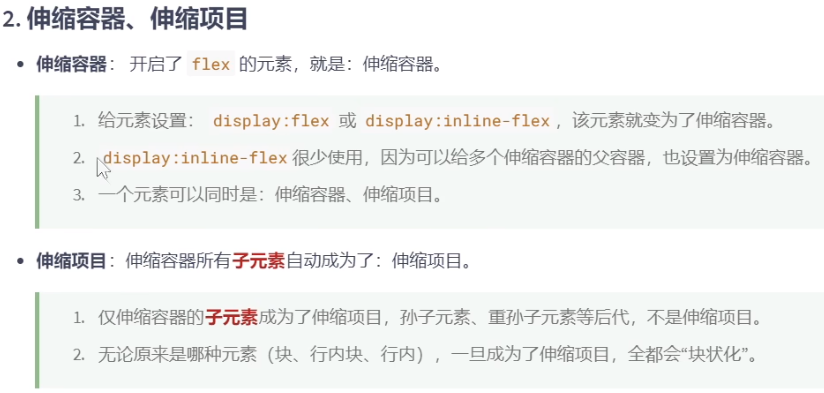 2. 伸缩容器、伸缩项目
• 伸缩容器： 开启了 flex 的元素，就是：伸缩容器。
1. 给元素设置： display:flex 或 display:inline-flex ，该元素就变为了伸缩容器。
2. display:inline-flex 很少使用，因为可以给多个伸缩容器的父容器，也设置为伸缩容器。
3. 一个元素可以同时是：伸缩容器、伸缩项目。
• 伸缩项目：伸缩容器所有子元素自动成为了：伸缩项目。
1. 仅伸缩容器的子元素成为了伸缩项目，孙子元素、重孙子元素等后代，不是伸缩项目。
2. 无论原来是哪种元素（块、行内块、行内），一旦成为了伸缩项目，全都会“块状化”。